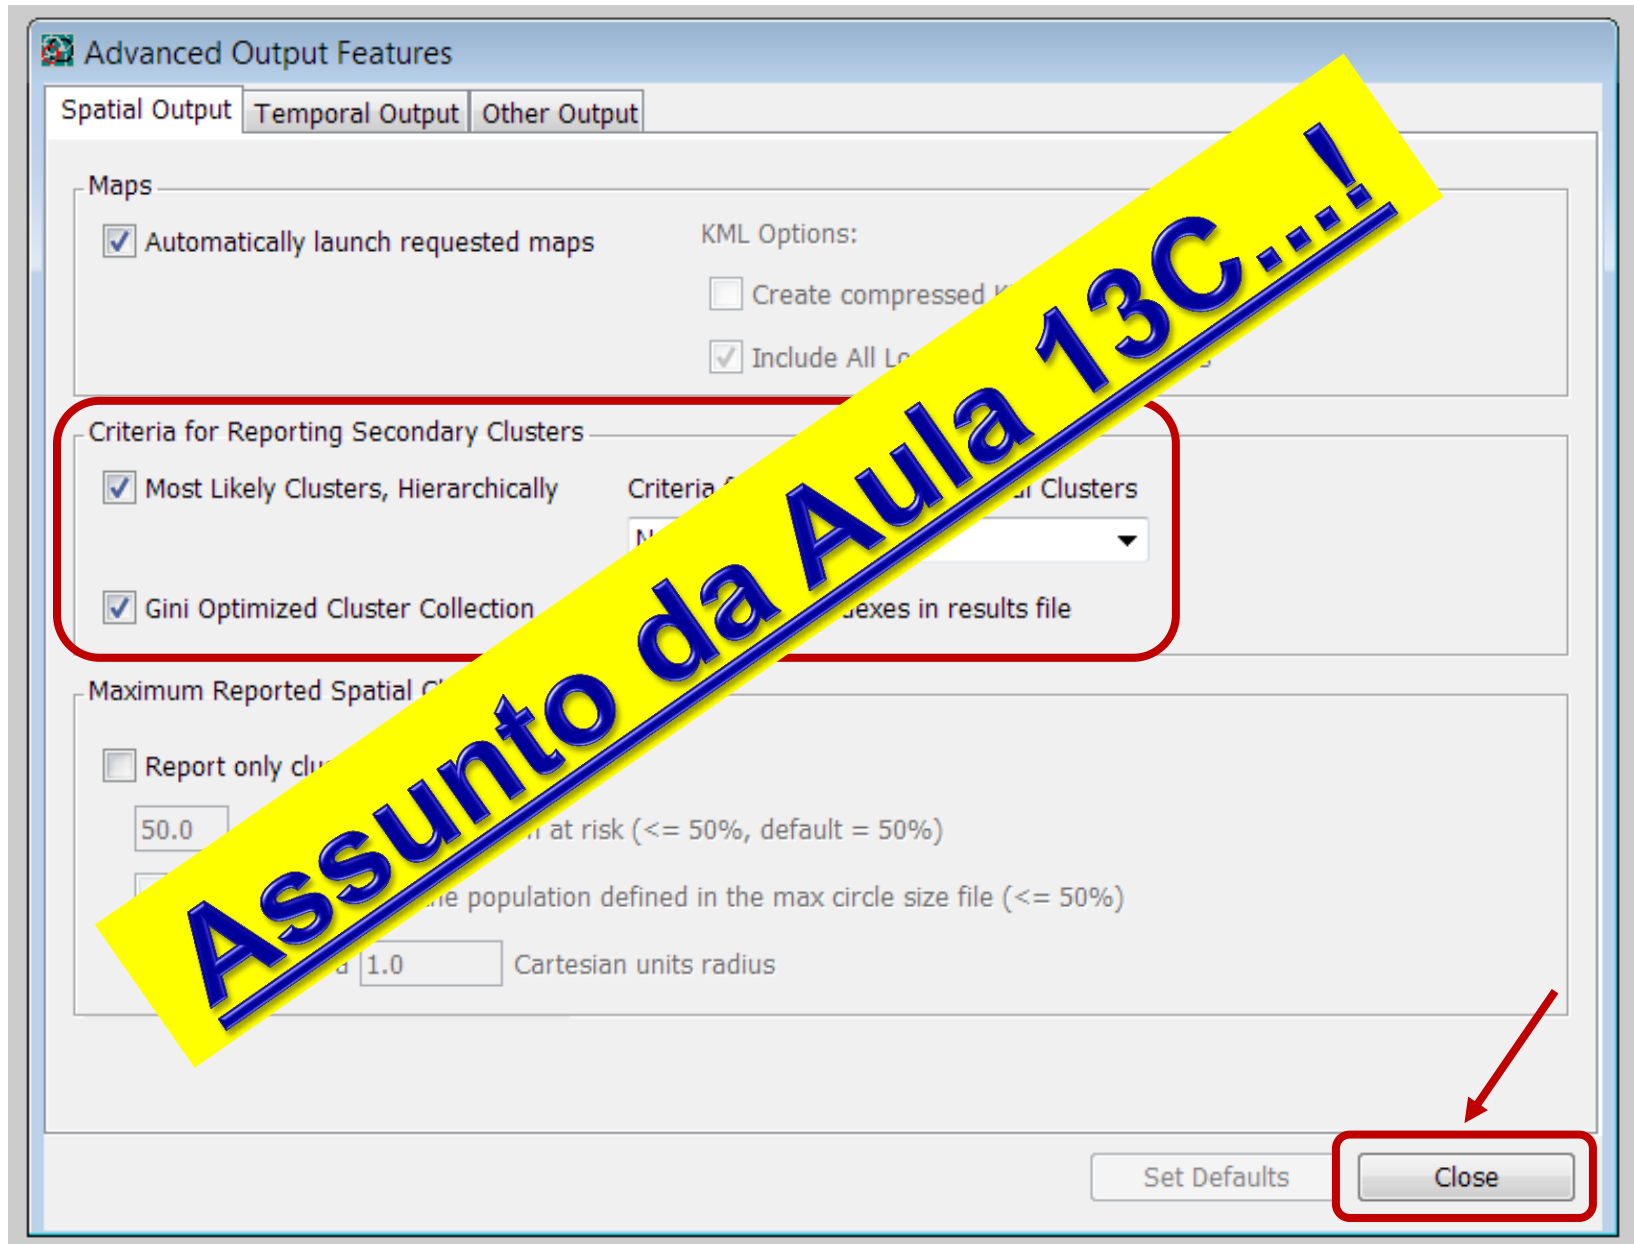 Advanced Output Features
Spatial Output Temporal Output Other Output
Maps
Automatically launch requested maps
KML Options:
Create compressed
Include All
Criteria for Reporting Secondary Clusters
Most Likely Clusters, Hierarchically
Criteria Clusters
Gini Optimized Cluster Collection
in results file
Maximum Reported Spatial
Report only
50.0 at risk (<= 50%, default = 50%)
population defined in the max circle size file (<= 50%)
a 1.0 Cartesian units radius
Assunto da Aula 13C...!
Set Defaults Close